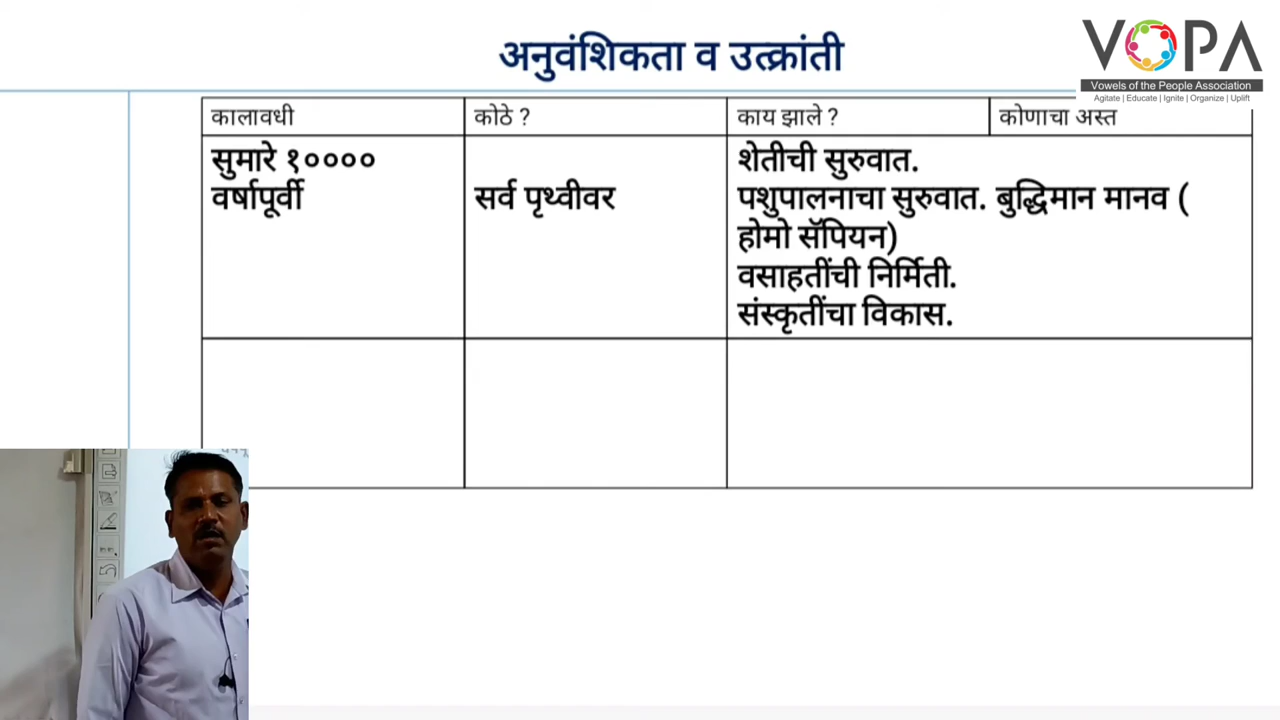 अनुवंशिकता व उत्क्रांती
VOPA
Vowels of the People Association
Agitate | Educate | Ignite | Organize | Uplift
कालावधी
कोठे ?
काय झाले ?
कोणाचा अस्त
सुमारे १००००
वर्षापूर्वी
सर्व पृथ्वीवर
शेतीची सुरुवात.
पशुपालनाचा सुरुवात. बुद्धिमान मानव (
होमो सॅपियन)
वसाहतींची निर्मिती.
संस्कृतींचा विकास.